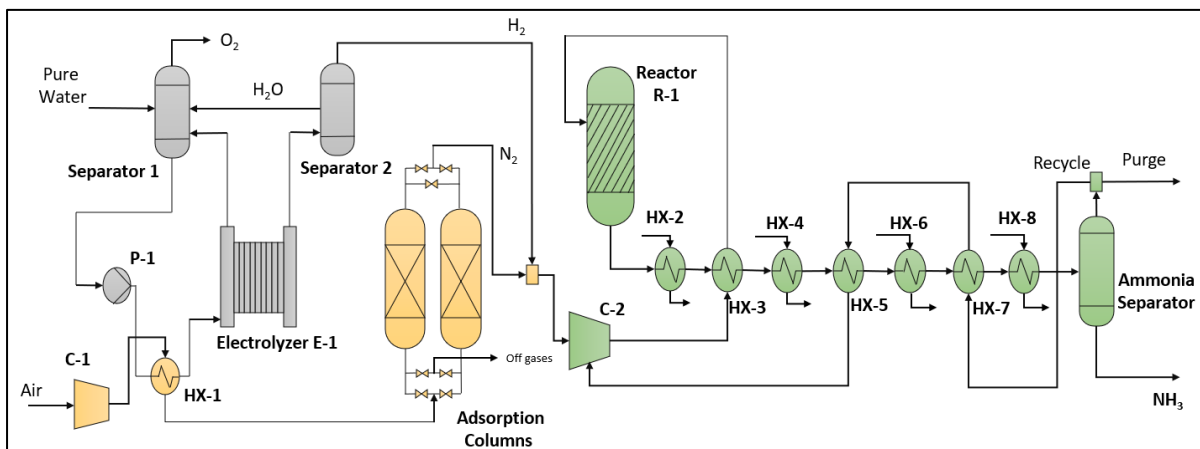 O₂
Pure
Water
H₂O
H₂
Separator 1
Separator 2
N₂
P-1
Electrolyzer E-1
C-1
Air
HX-1
Off gases
Adsorption
Columns
Reactor
R-1
C-2
HX-2
HX-3
HX-4
HX-5
HX-6
HX-7
HX-8
Recycle
Purge
Ammonia
Separator
NH₃